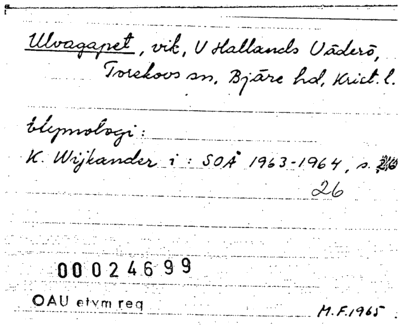 Ulvagapet, vik, V Hallands Väderö,
Torekovs sn, Bjäre hd, Krist. l.
Etymologi:
K. Wijkander i: SOÅ 1963-1964, s.
26
00024699
OAU etym reg
M.F. 1965